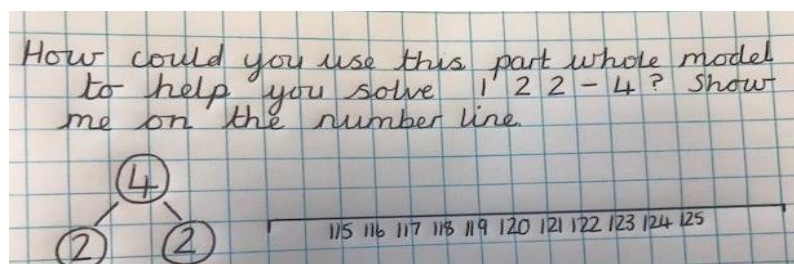 How could you use this part whole model
to help you solve 122 - 4? Show
me on the number line.
4
2 2
115 116 117 118 119 120 121 122 123 124 125